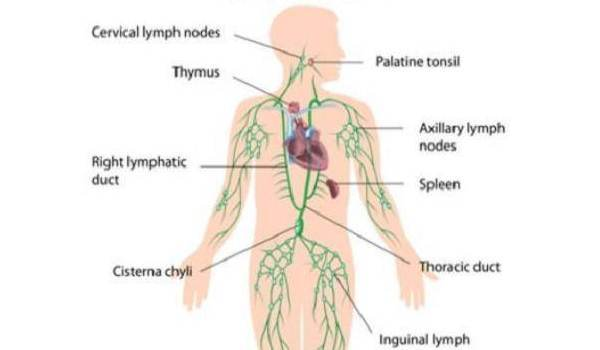 Cervical lymph nodes
Palatine tonsil
Thymus
Axillary lymph
nodes
Right lymphatic
duct
Spleen
Cisterna chyli
Thoracic duct
Inguinal lymph